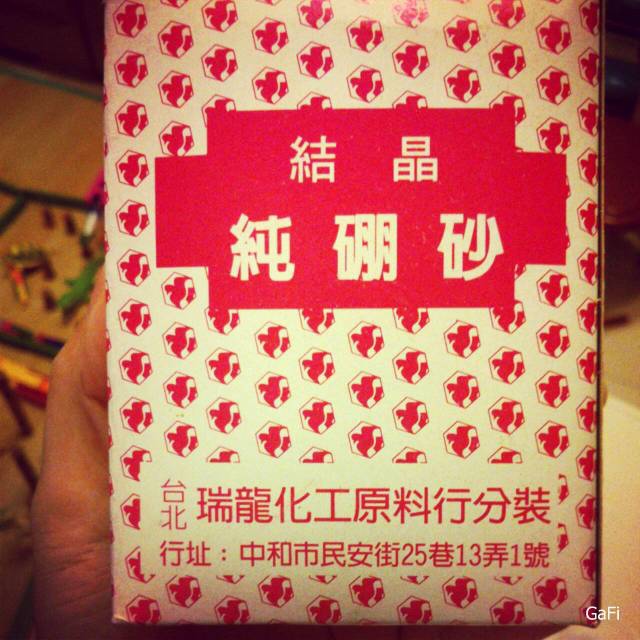 結晶
純硼砂
台北 瑞龍化工原料行分裝
行址：中和市民安街25巷13弄1號
GaFi